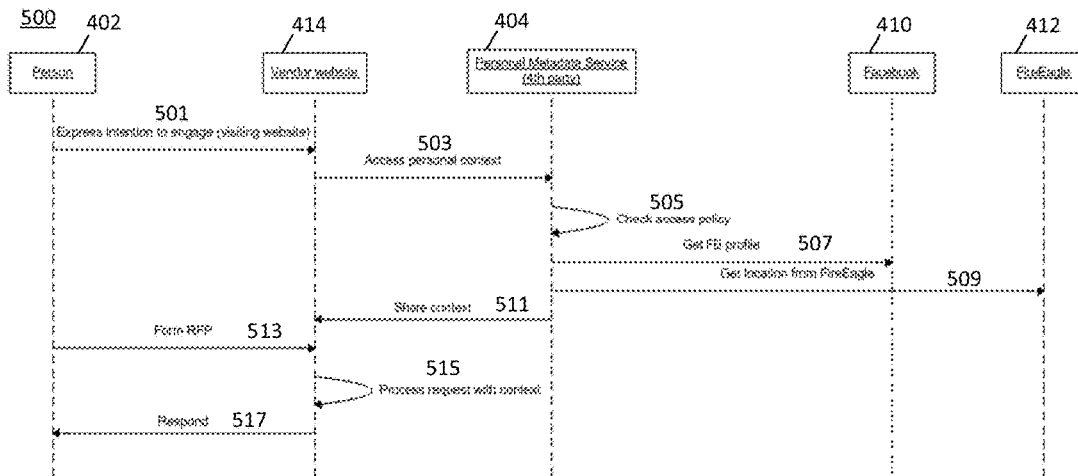 500
402
414
404
410
412
Person
Vendor website
Personal Metadata Service
(4th party)
Facebook
FireEagle
501
Express intention to engage (visiting website)
503
Access personal context
505
Check access policy
Get FB profile 507
Get location from FireEagle
509
Share context 511
Form RFP 513
515
Process request with context
Respond 517